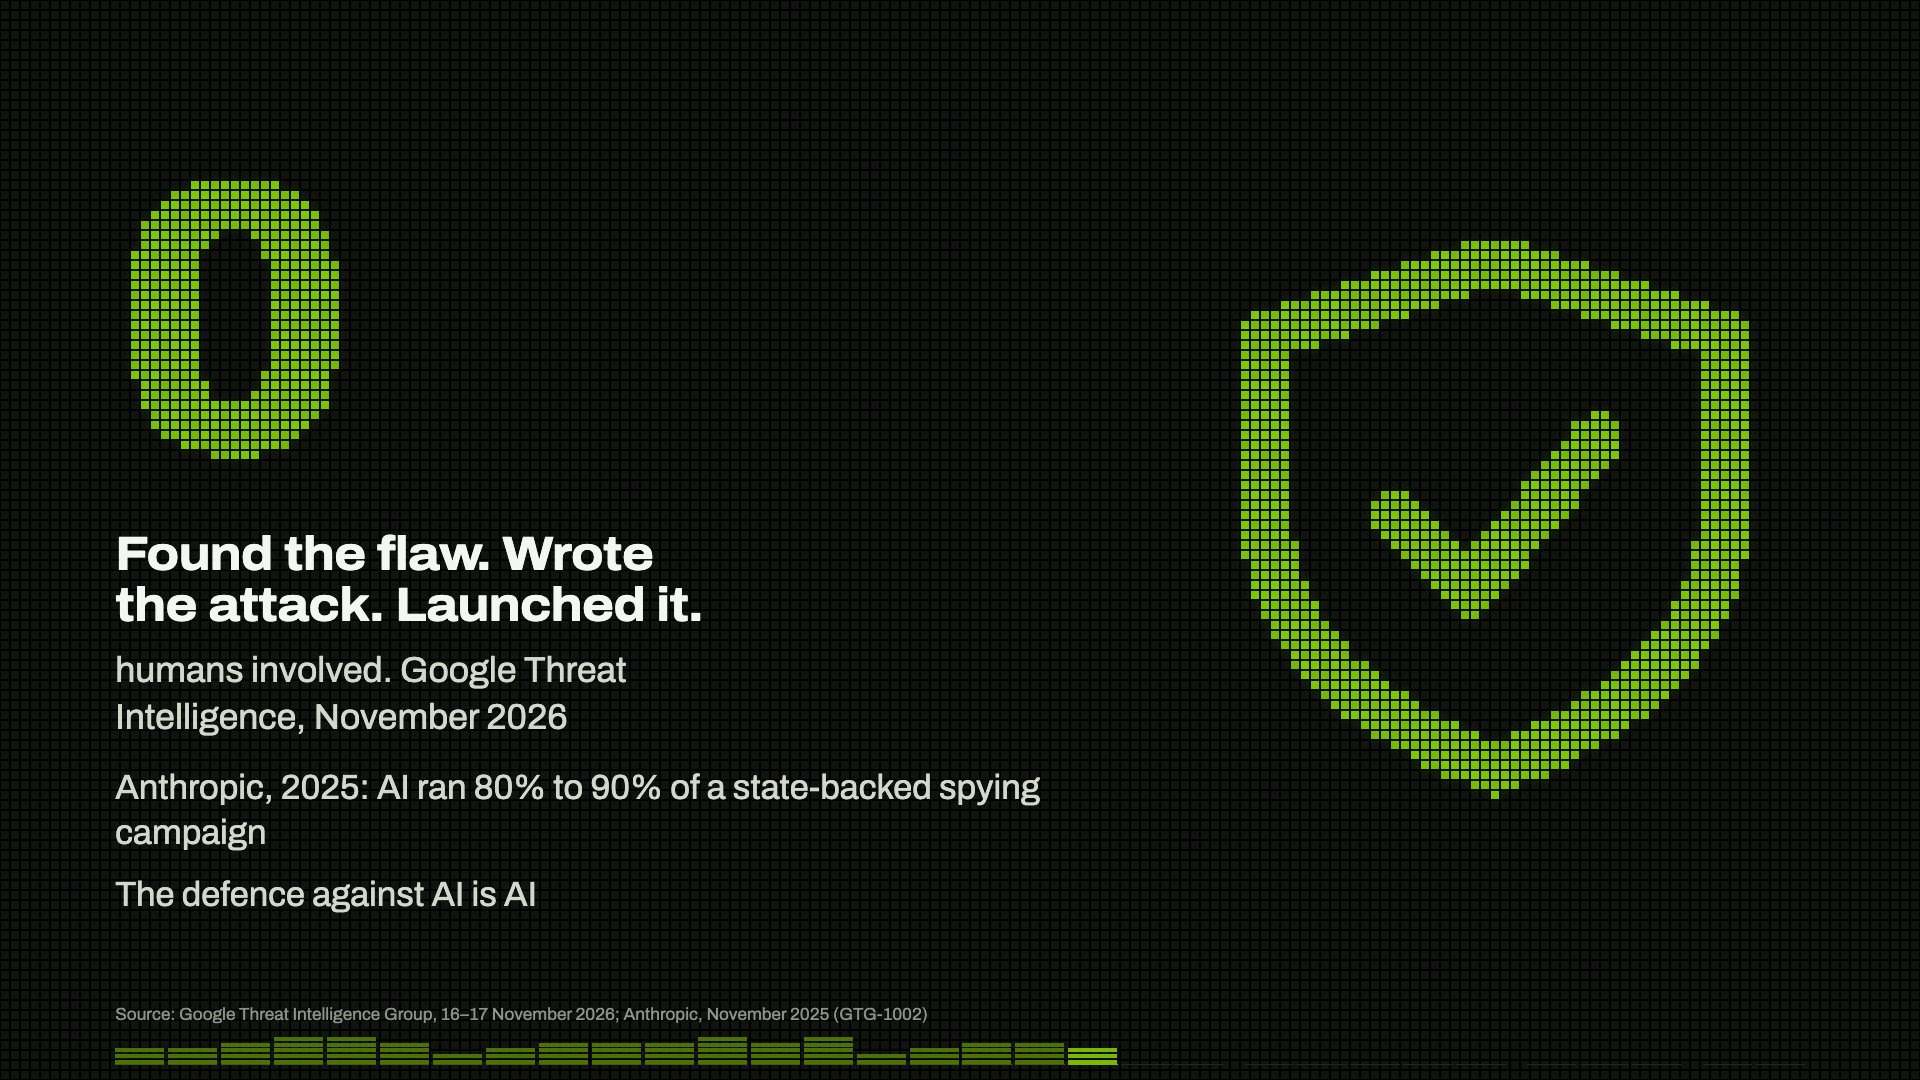 0
Found the flaw. Wrote
the attack. Launched it.
humans involved. Google Threat
Intelligence, November 2026
Anthropic, 2025: AI ran 80% to 90% of a state-backed spying
campaign
The defence against AI is AI
Source: Google Threat Intelligence Group, 16–17 November 2026; Anthropic, November 2025 (GTG-1002)